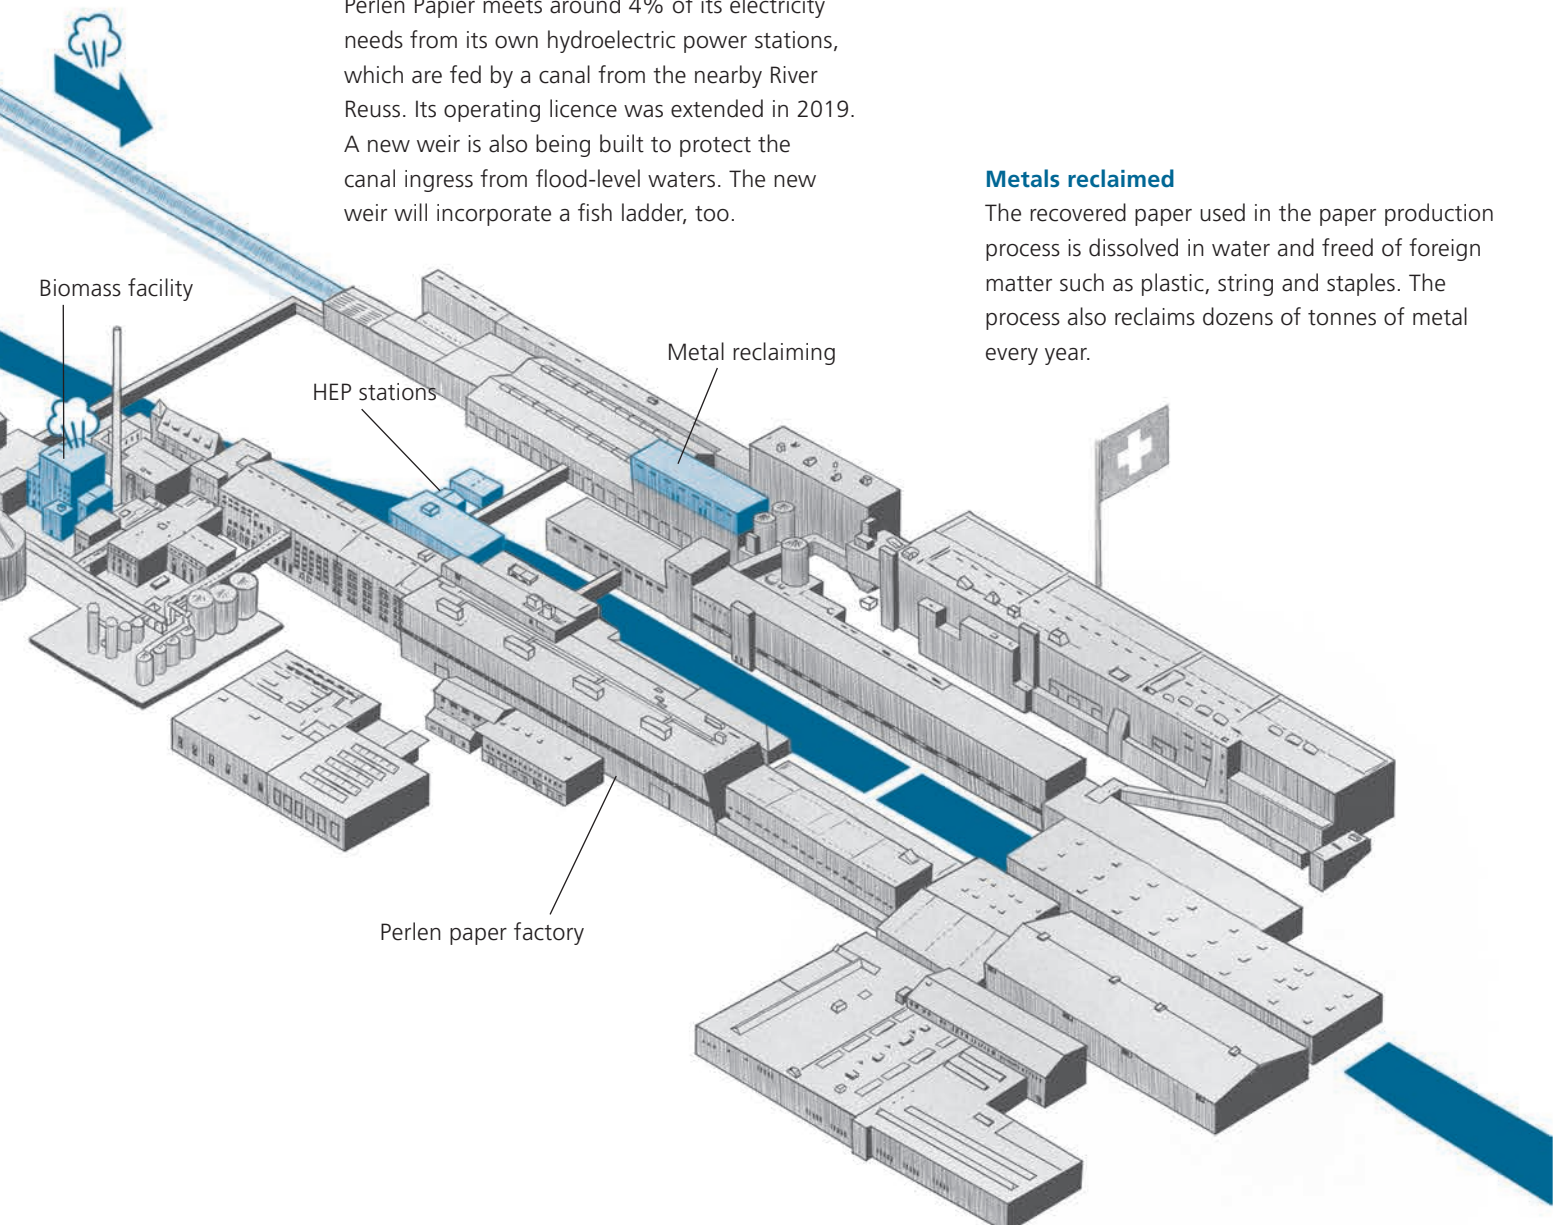 Perlen Papier meets around 4% of its electricity
needs from its own hydroelectric power stations,
which are fed by a canal from the nearby River
Reuss. Its operating licence was extended in 2019.
A new weir is also being built to protect the
canal ingress from flood-level waters. The new
weir will incorporate a fish ladder, too.
Metals reclaimed
The recovered paper used in the paper production
process is dissolved in water and freed of foreign
matter such as plastic, string and staples. The
process also reclaims dozens of tonnes of metal
every year.
Biomass facility
HEP stations
Metal reclaiming
Perlen paper factory